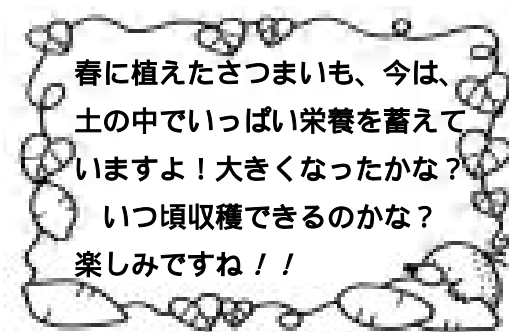 春に植えたさつまいも、今は、
土の中でいっぱい栄養を蓄えて
いますよ！大きくなったかな？
いつ頃収穫できるのかな？
楽しみですね！！